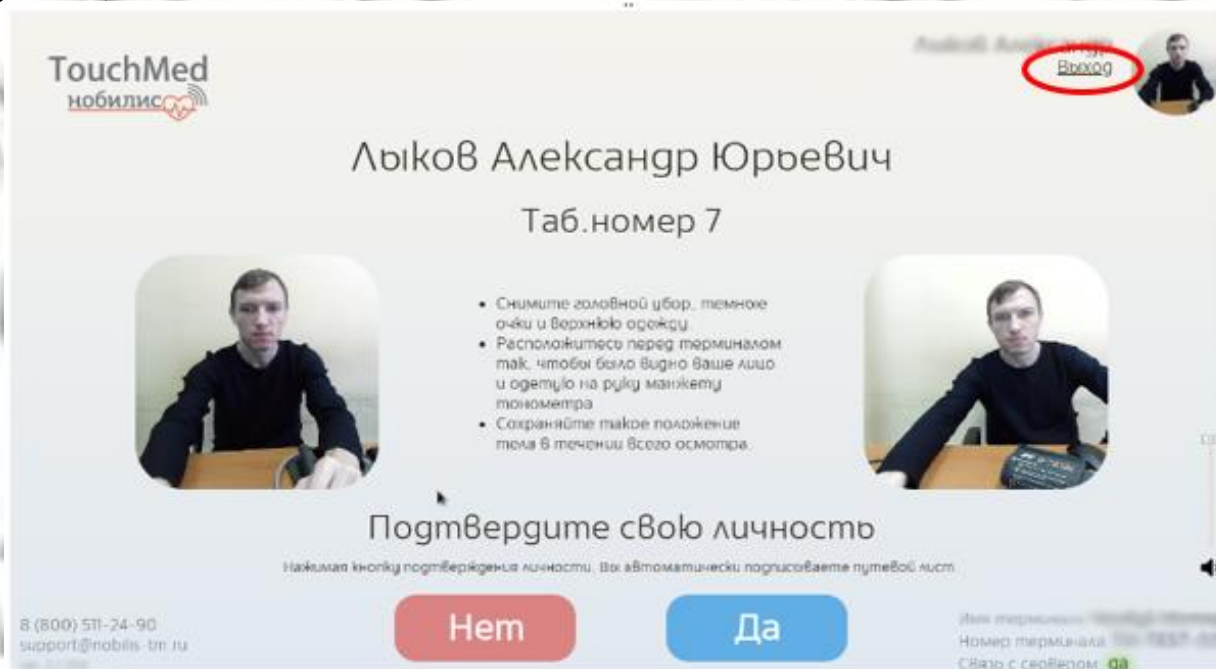 TouchMed
нобилис
Выход
Лыков Александр Юрьевич
Таб.номер 7
• Снимите головной убор, темные
очки и верхнюю одежду.
• Расположитесь перед терминалом
так, чтобы было видно ваше лицо
и одетую на руку манжету
тонометра
• Сохраняйте такое положение
тела в течении всего осмотра.
Подтвердите свою личность
Нажимая кнопку подтверждения личности, Вы автоматически подписываете путевой лист
Нет
Да
8 (800) 511-24-90
support@nobilis-tm.ru
Имя терминала
Номер терминала
Связь с сервером да